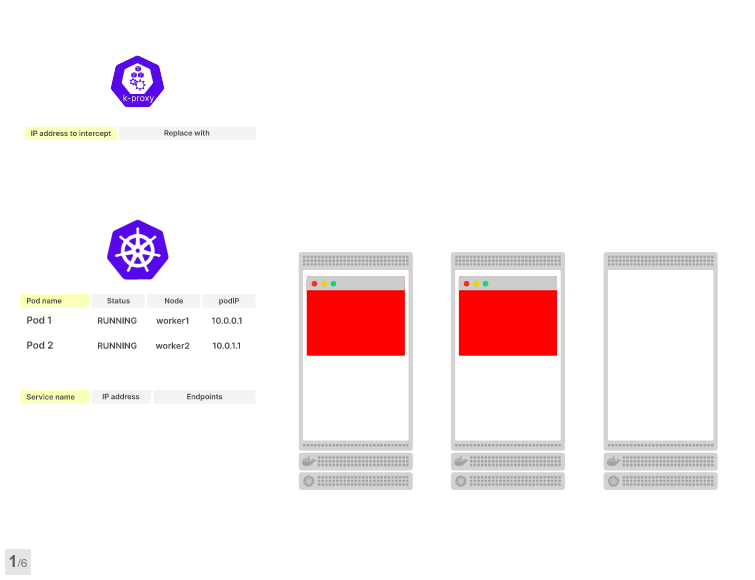 k-proxy
IP address to intercept Replace with
Pod name Status Node podIP
Pod 1 RUNNING worker1 10.0.0.1
Pod 2 RUNNING worker2 10.0.1.1
Service name IP address Endpoints
1/6